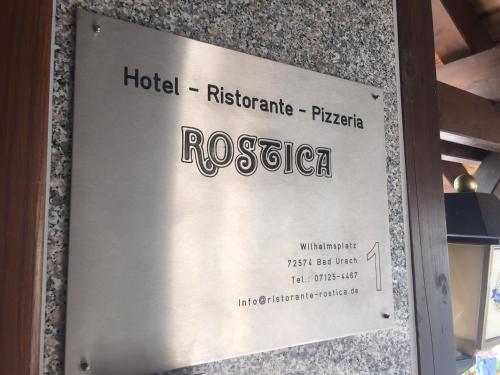 Hotel - Ristorante - Pizzeria
ROSTICA
Wilhelmsplatz 1
72574 Bad Urach
Tel.: 07125-4467
Info@ristorante-rostica.de